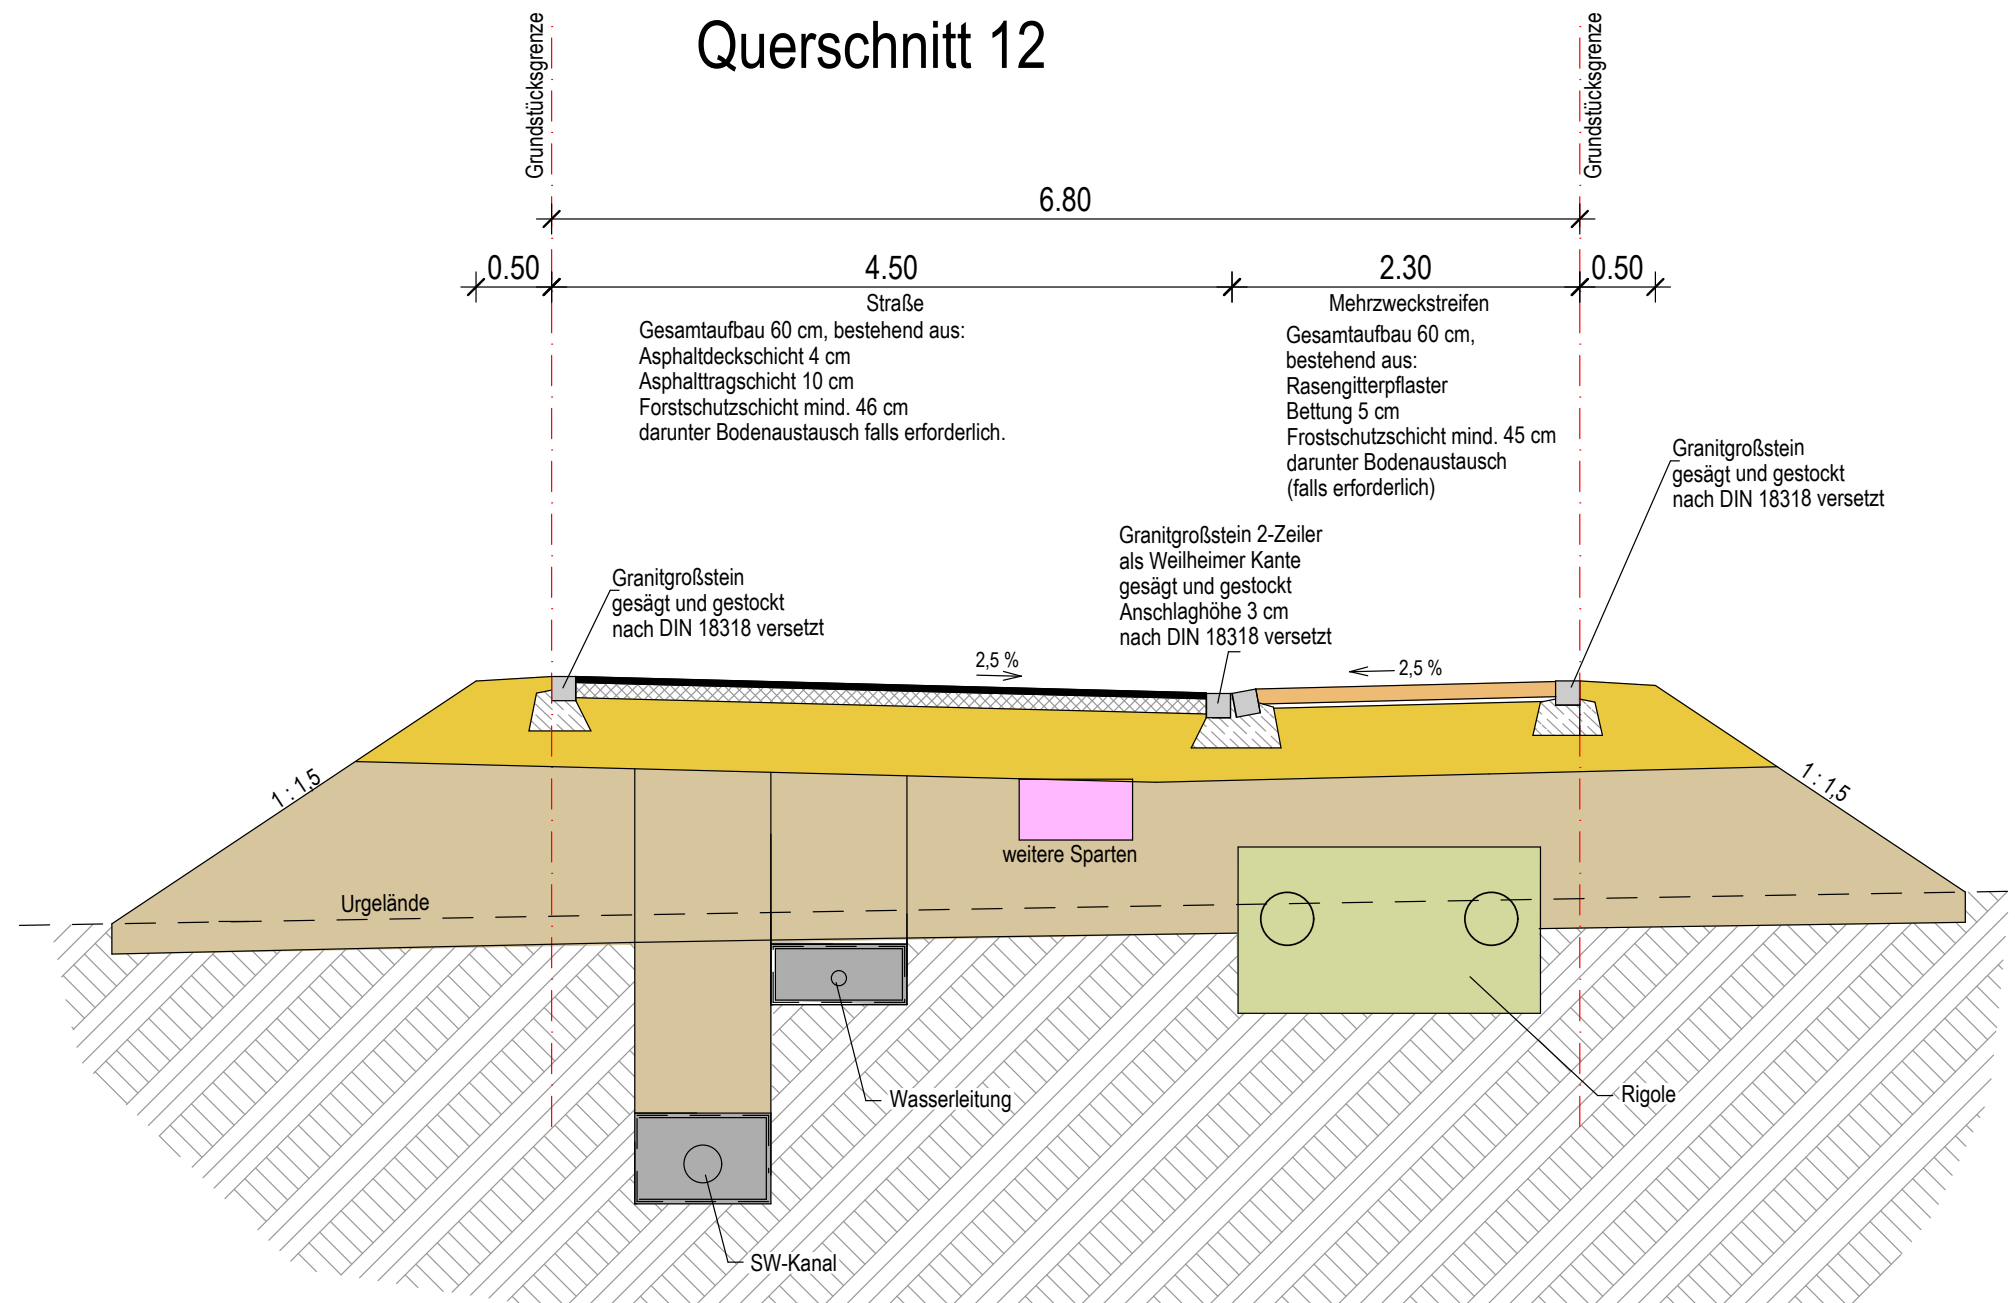 Querschnitt 12
Grundstücksgrenze
Grundstücksgrenze
6.80
0.50
4.50
2.30
0.50
Straße
Mehrzweckstreifen
Gesamtaufbau 60 cm, bestehend aus:
Asphaltdeckschicht 4 cm
Asphalttragschicht 10 cm
Forstschutzschicht mind. 46 cm
darunter Bodenaustausch falls erforderlich.
Gesamtaufbau 60 cm,
bestehend aus:
Rasengitterpflaster
Bettung 5 cm
Frostschutzschicht mind. 45 cm
darunter Bodenaustausch
(falls erforderlich)
Granitgroßstein
gesägt und gestockt
nach DIN 18318 versetzt
Granitgroßstein 2-Zeiler
als Weilheimer Kante
gesägt und gestockt
Anschlaghöhe 3 cm
nach DIN 18318 versetzt
Granitgroßstein
gesägt und gestockt
nach DIN 18318 versetzt
2,5 %
2,5 %
1 : 1,5
1 : 1,5
weitere Sparten
Urgelände
Wasserleitung
Rigole
SW-Kanal